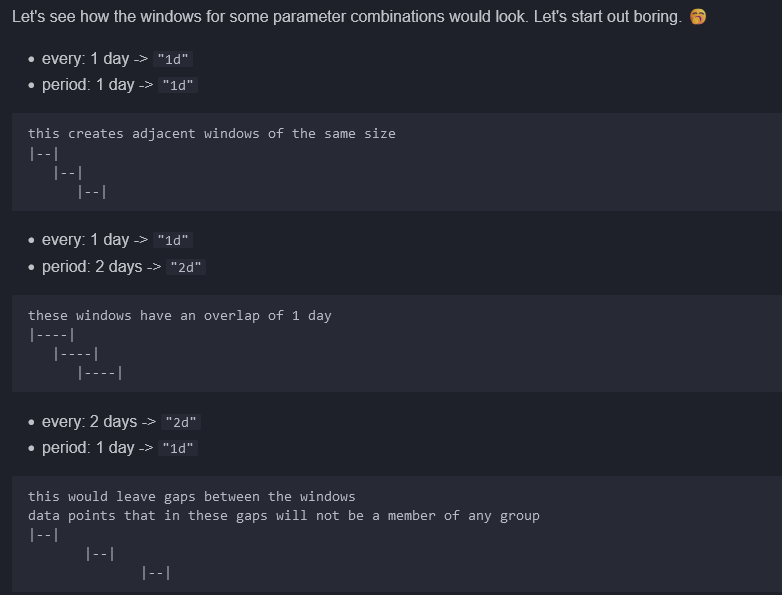 Let's see how the windows for some parameter combinations would look. Let's start out boring. 🥱
• every: 1 day -> "1d"
• period: 1 day -> "1d"
this creates adjacent windows of the same size
|--|
   |--|
      |--|
• every: 1 day -> "1d"
• period: 2 days -> "2d"
these windows have an overlap of 1 day
|----|
   |----|
      |----|
• every: 2 days -> "2d"
• period: 1 day -> "1d"
this would leave gaps between the windows
data points that in these gaps will not be a member of any group
|--|
       |--|
              |--|